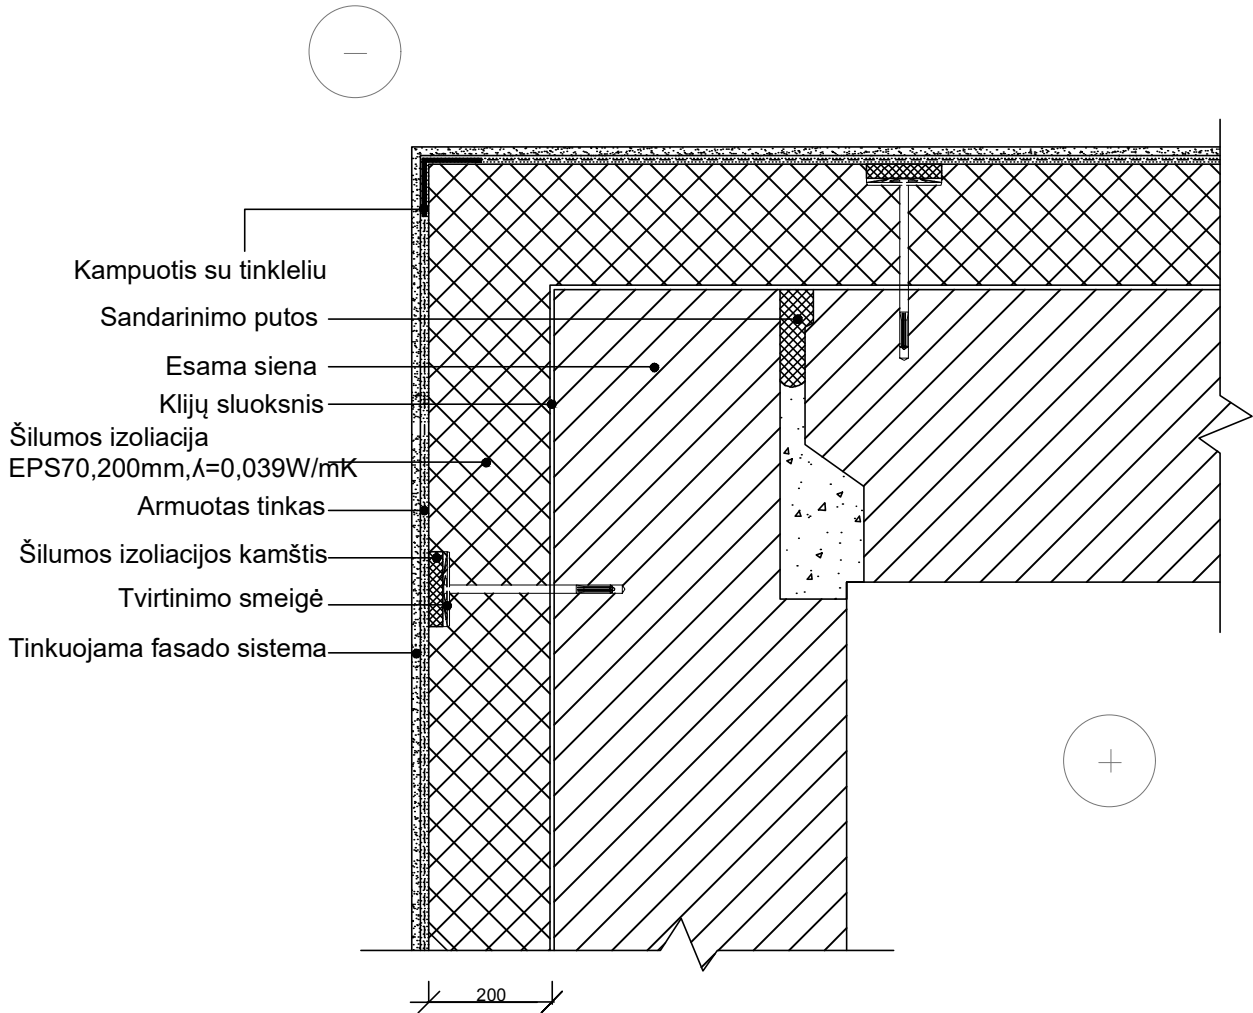 Kampuotis su tinkleliu
Sandarinimo putos
Esama siena
Klijų sluoksnis
Šilumos izoliacija
EPS70,200mm,ʎ=0,039W/mK
Armuotas tinkas
Šilumos izoliacijos kamštis
Tvirtinimo smeigė
Tinkuojama fasado sistema
200